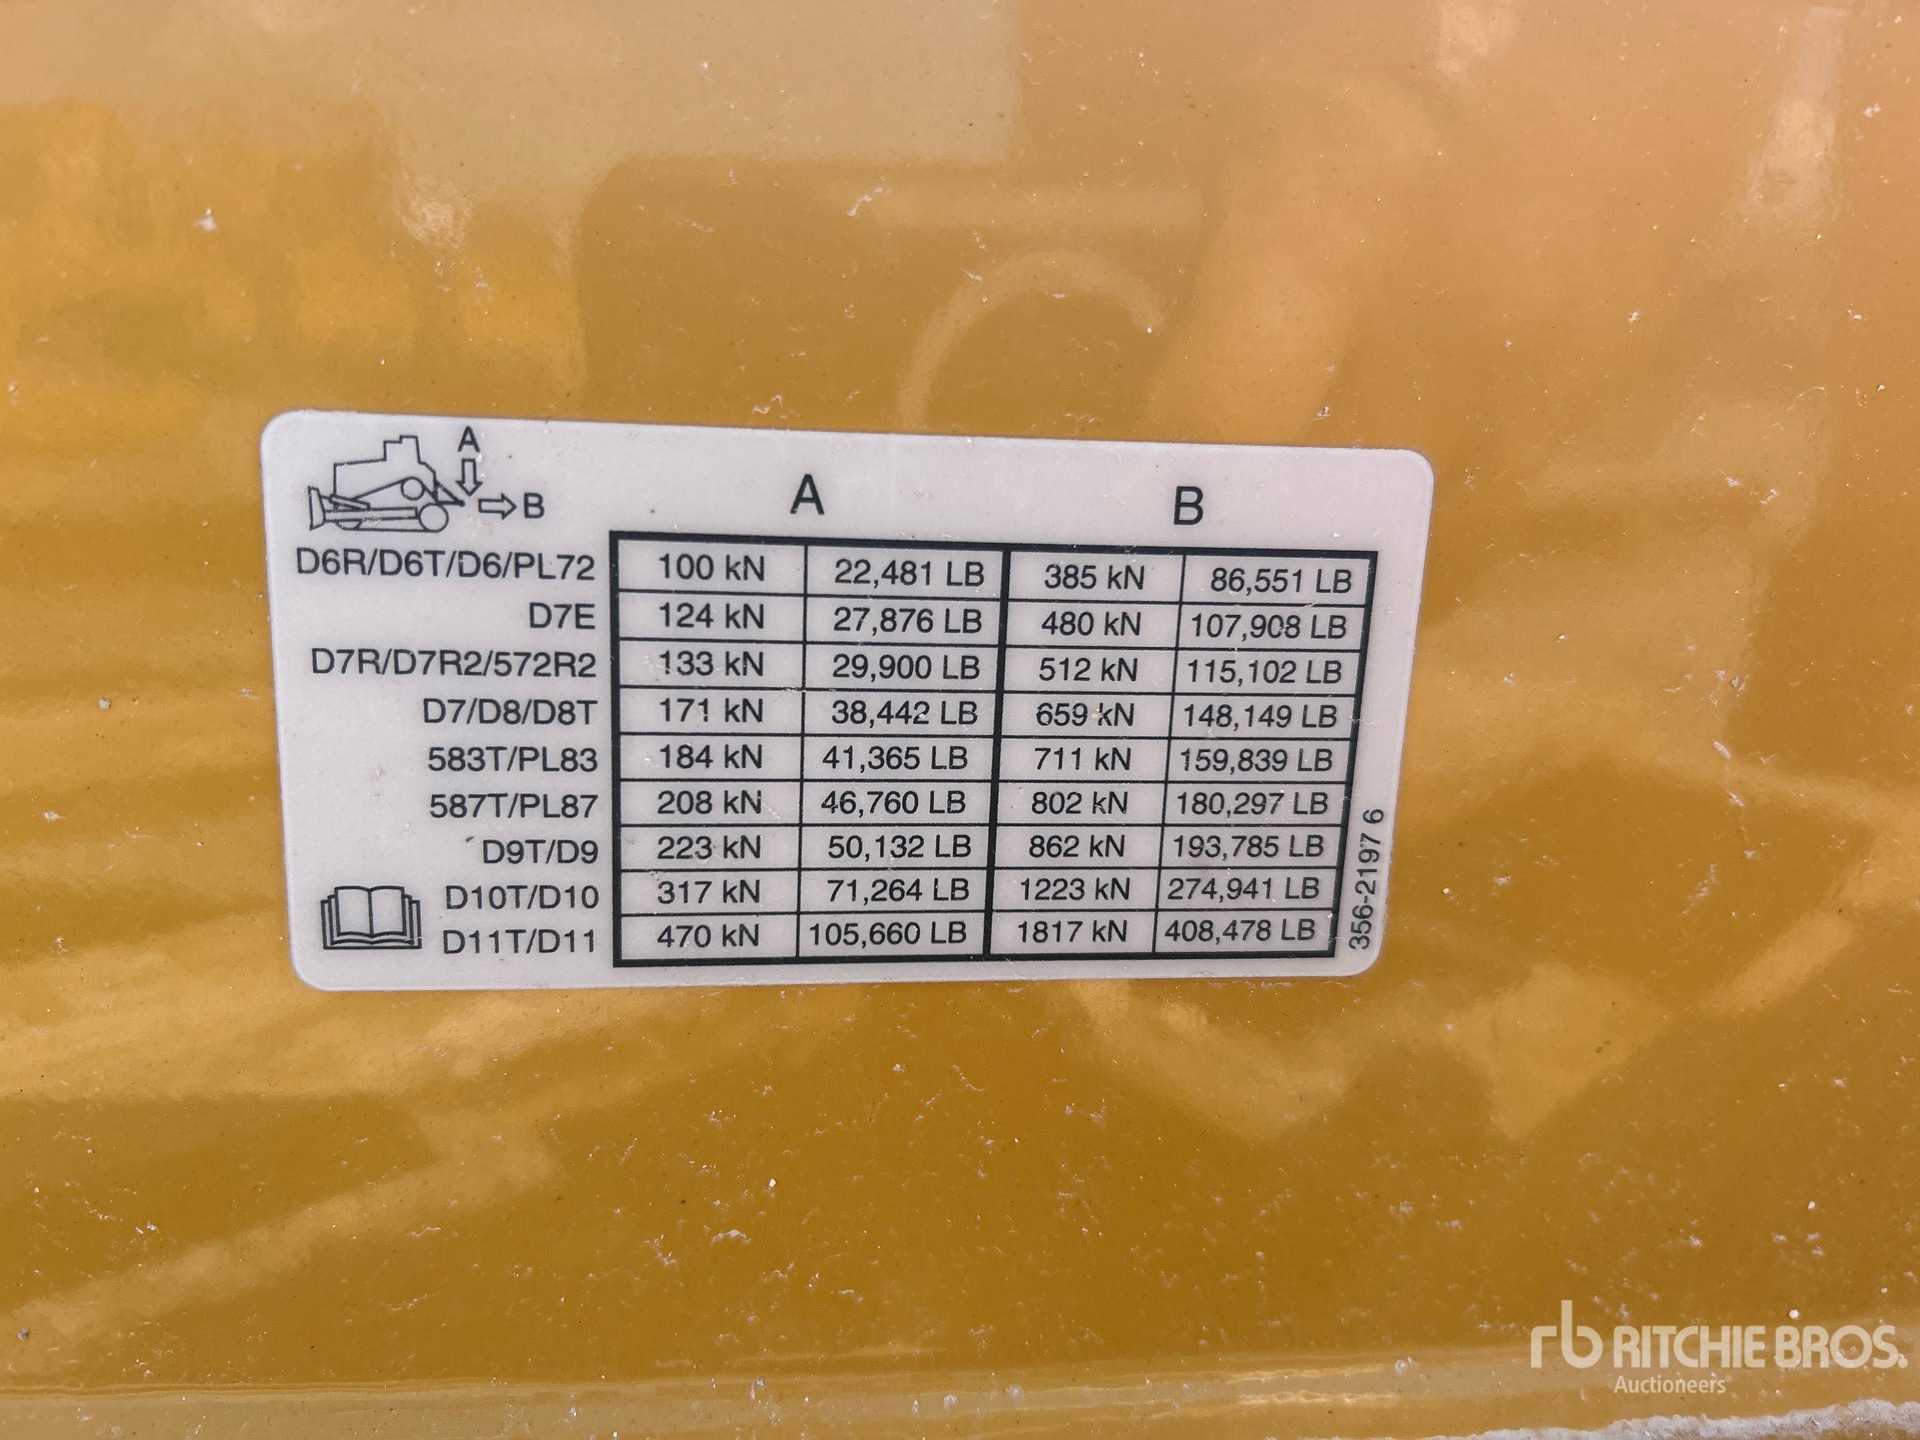 A
B
A B
D6R/D6T/D6/PL72 100 kN 22,481 LB 385 kN 86,551 LB
D7E 124 kN 27,876 LB 480 kN 107,908 LB
D7R/D7R2/572R2 133 kN 29,900 LB 512 kN 115,102 LB
D7/D8/D8T 171 kN 38,442 LB 659 kN 148,149 LB
583T/PL83 184 kN 41,365 LB 711 kN 159,839 LB
587T/PL87 208 kN 46,760 LB 802 kN 180,297 LB
D9T/D9 223 kN 50,132 LB 862 kN 193,785 LB
D10T/D10 317 kN 71,264 LB 1223 kN 274,941 LB
D11T/D11 470 kN 105,660 LB 1817 kN 408,478 LB
356-2197 6
rb RITCHIE BROS.
Auctioneers